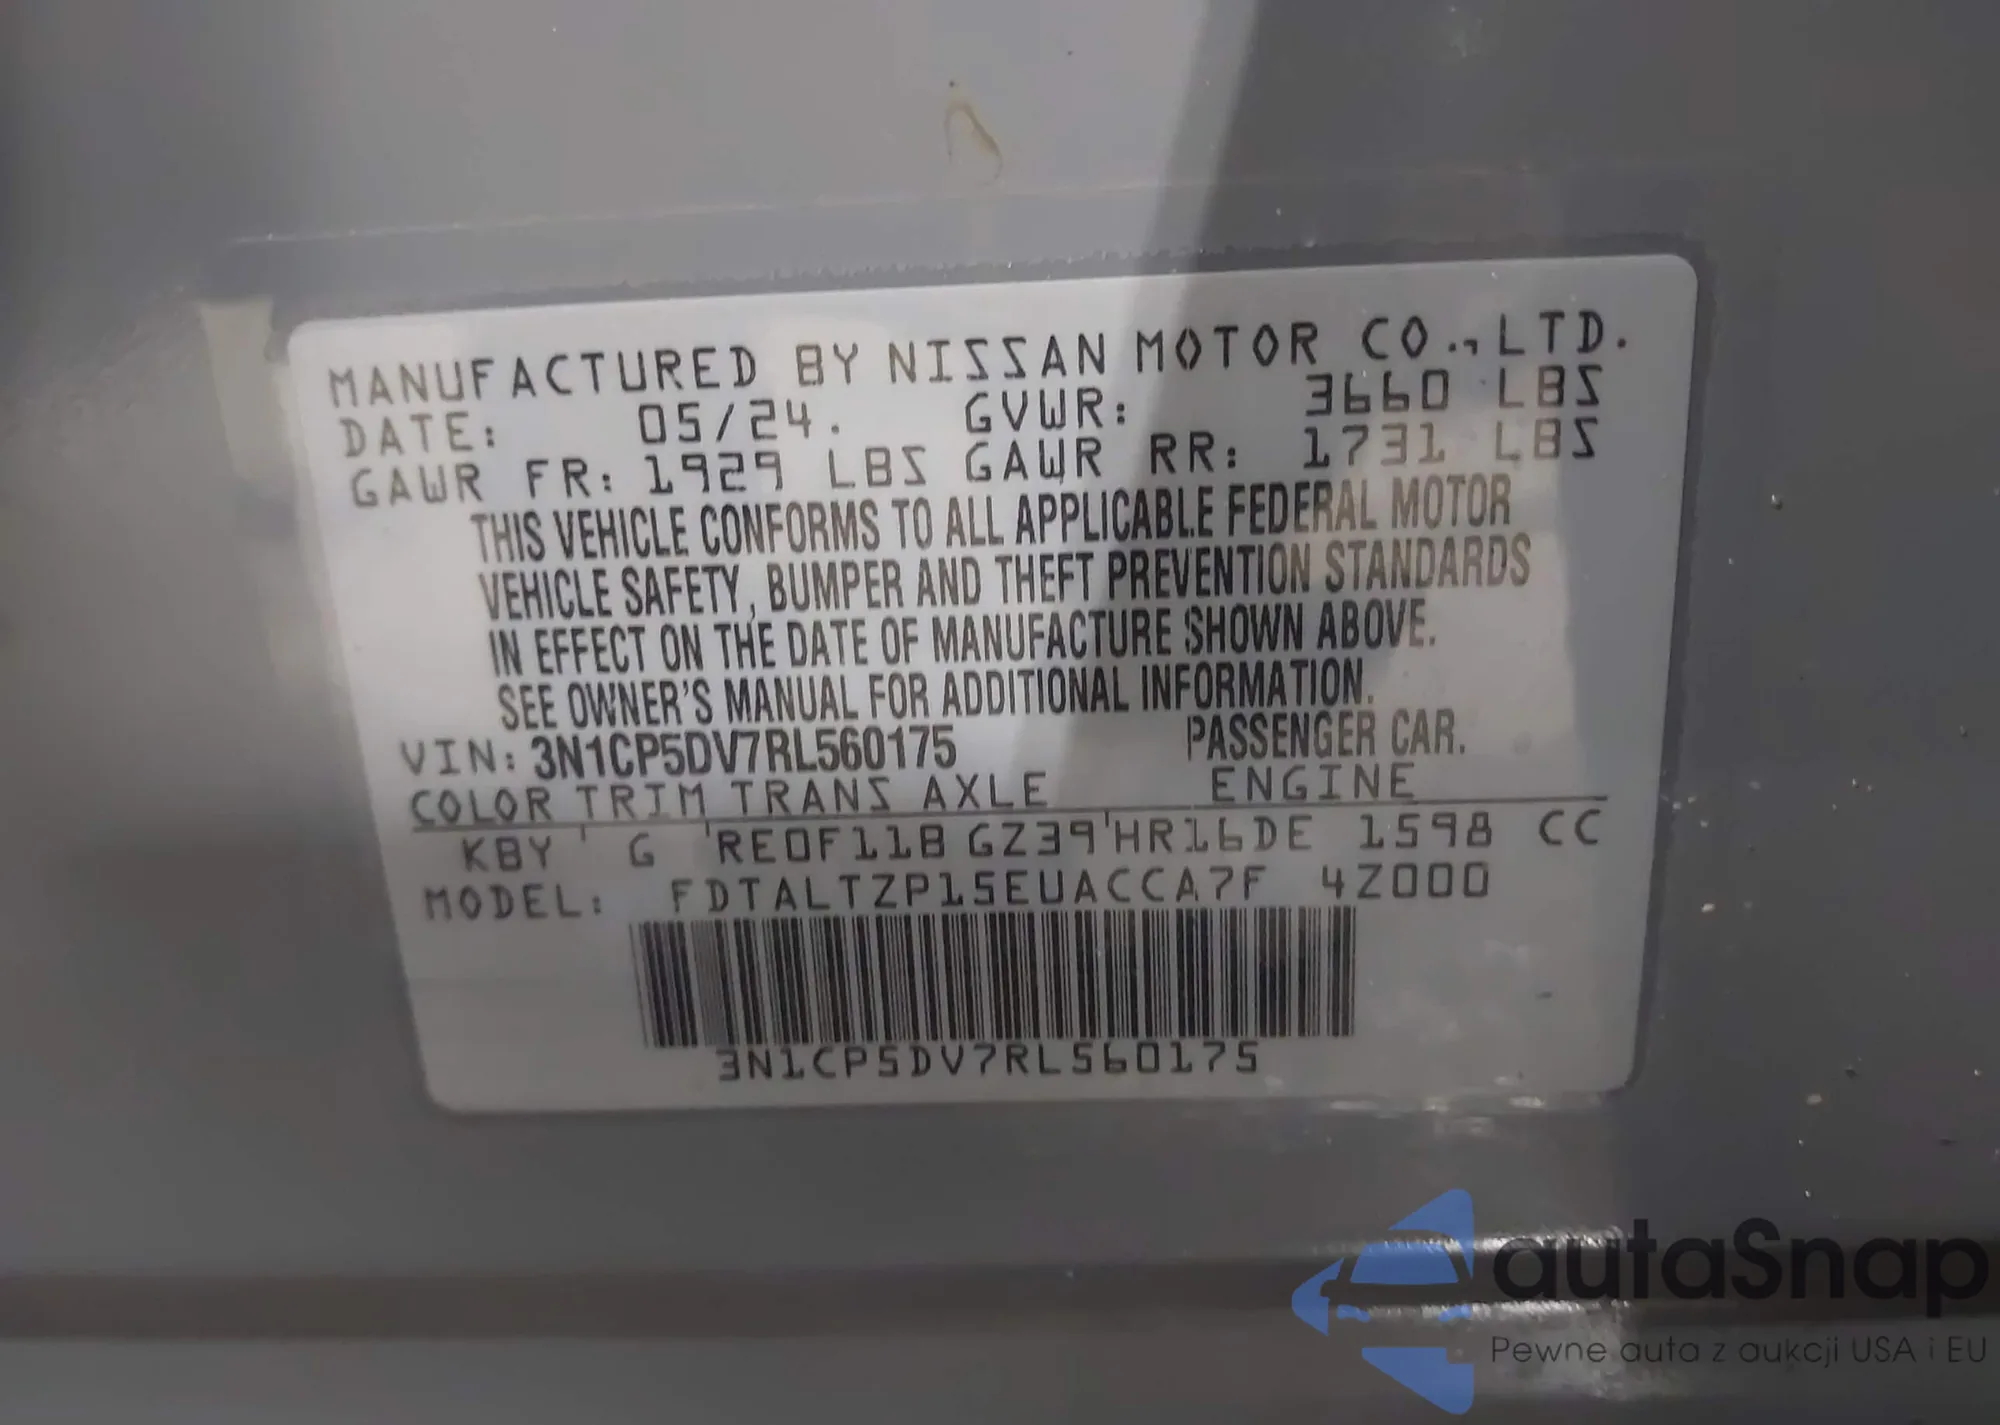 MANUFACTURED BY NISSAN MOTOR CO., LTD.
DATE: 05/24. GVWR: 3660 LBS
GAWR FR: 1929 LBS GAWR RR: 1731 LBS
THIS VEHICLE CONFORMS TO ALL APPLICABLE FEDERAL MOTOR
VEHICLE SAFETY, BUMPER AND THEFT PREVENTION STANDARDS
IN EFFECT ON THE DATE OF MANUFACTURE SHOWN ABOVE.
SEE OWNER'S MANUAL FOR ADDITIONAL INFORMATION.
VIN: 3N1CP5DV7RL560175 PASSENGER CAR.
COLOR TRIM TRANS AXLE ENGINE
KBY G RE0F11B GZ39 HR16DE 1598 CC
MODEL: FDTALTZP15EUACCA7F 4Z000
3N1CP5DV7RL560175
autaSnap
Pewne auta z aukcji USA i EU